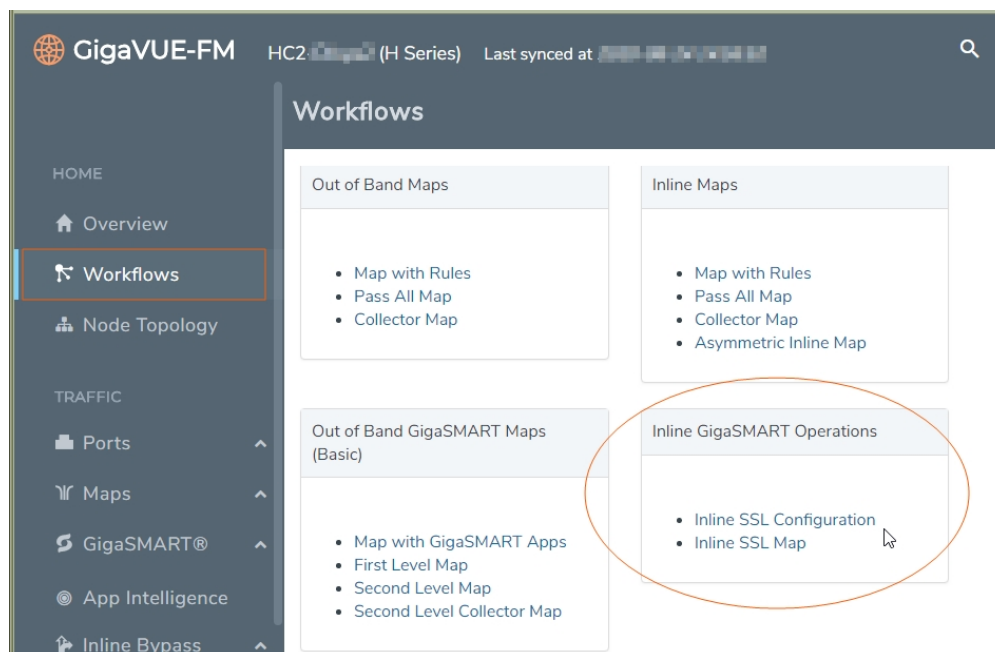 GigaVUE-FM
HC2- (H Series) Last synced at
Workflows
HOME
Overview
Workflows
Node Topology
TRAFFIC
Ports
Maps
GigaSMART®
App Intelligence
Inline Bypass
Out of Band Maps
Map with Rules
Pass All Map
Collector Map
Inline Maps
Map with Rules
Pass All Map
Collector Map
Asymmetric Inline Map
Out of Band GigaSMART Maps
(Basic)
Map with GigaSMART Apps
First Level Map
Second Level Map
Second Level Collector Map
Inline GigaSMART Operations
Inline SSL Configuration
Inline SSL Map